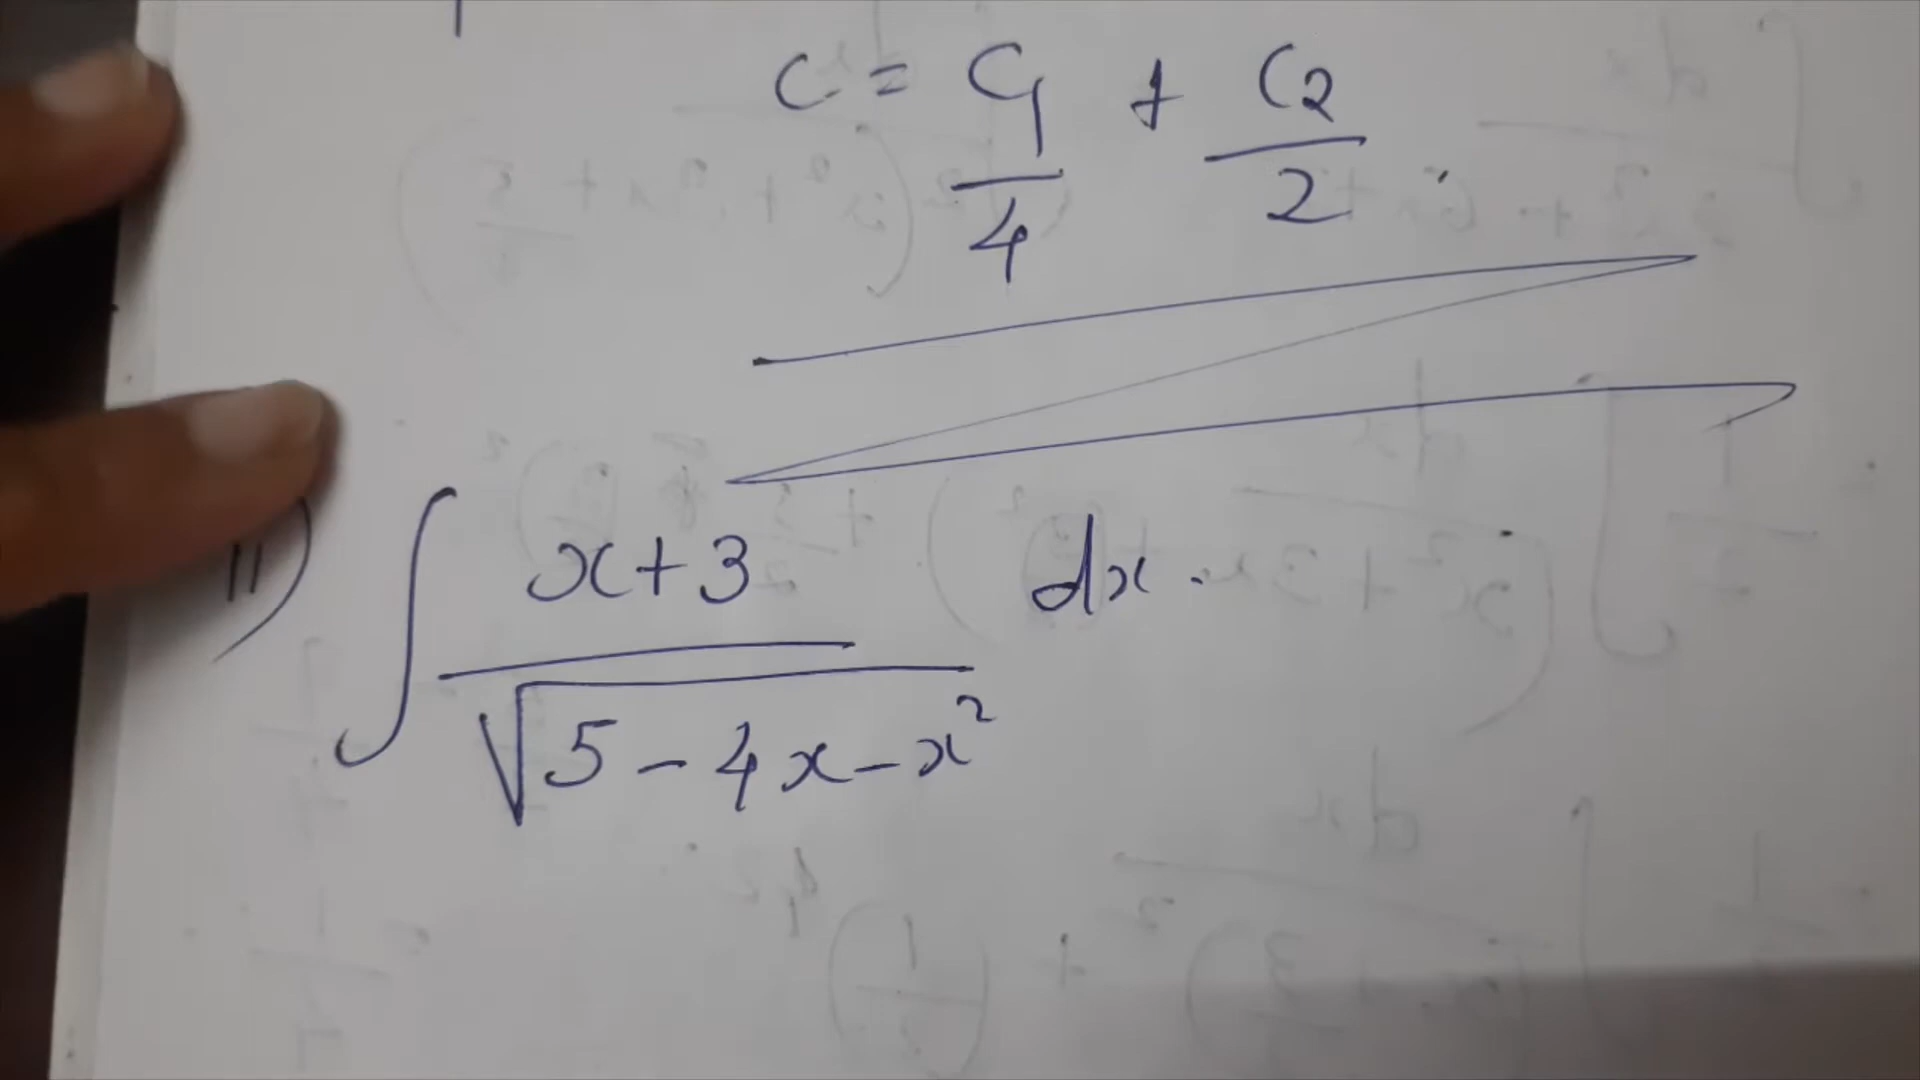 C = C₁/4 + C₂/2 .
ii) ∫ (x+3)/√(5-4x-x²) dx .